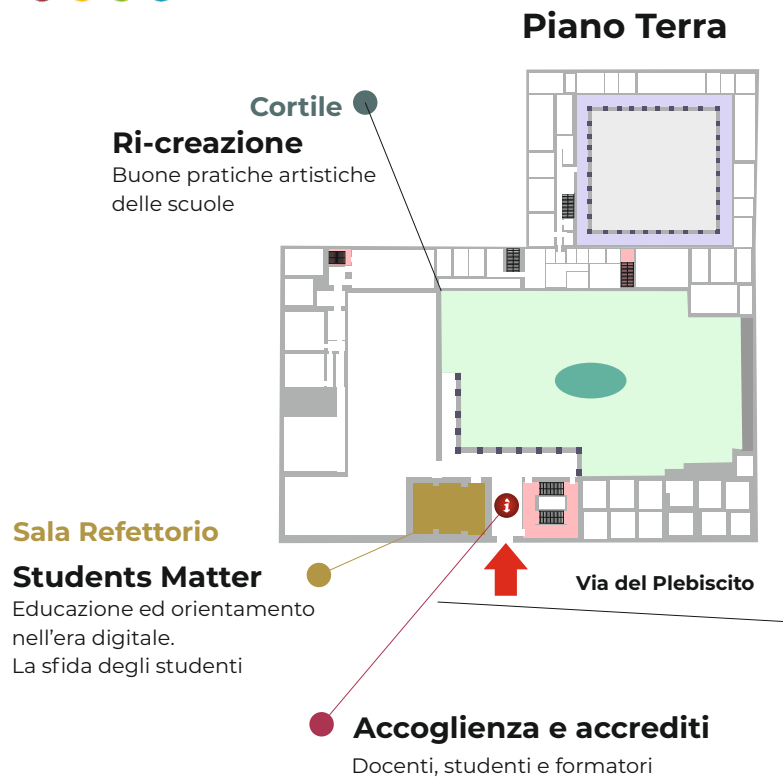 Piano Terra
Cortile
Ri-creazione
Buone pratiche artistiche
delle scuole
Sala Refettorio
Students Matter
Educazione ed orientamento
nell'era digitale.
La sfida degli studenti
i
Via del Plebiscito
Accoglienza e accrediti
Docenti, studenti e formatori